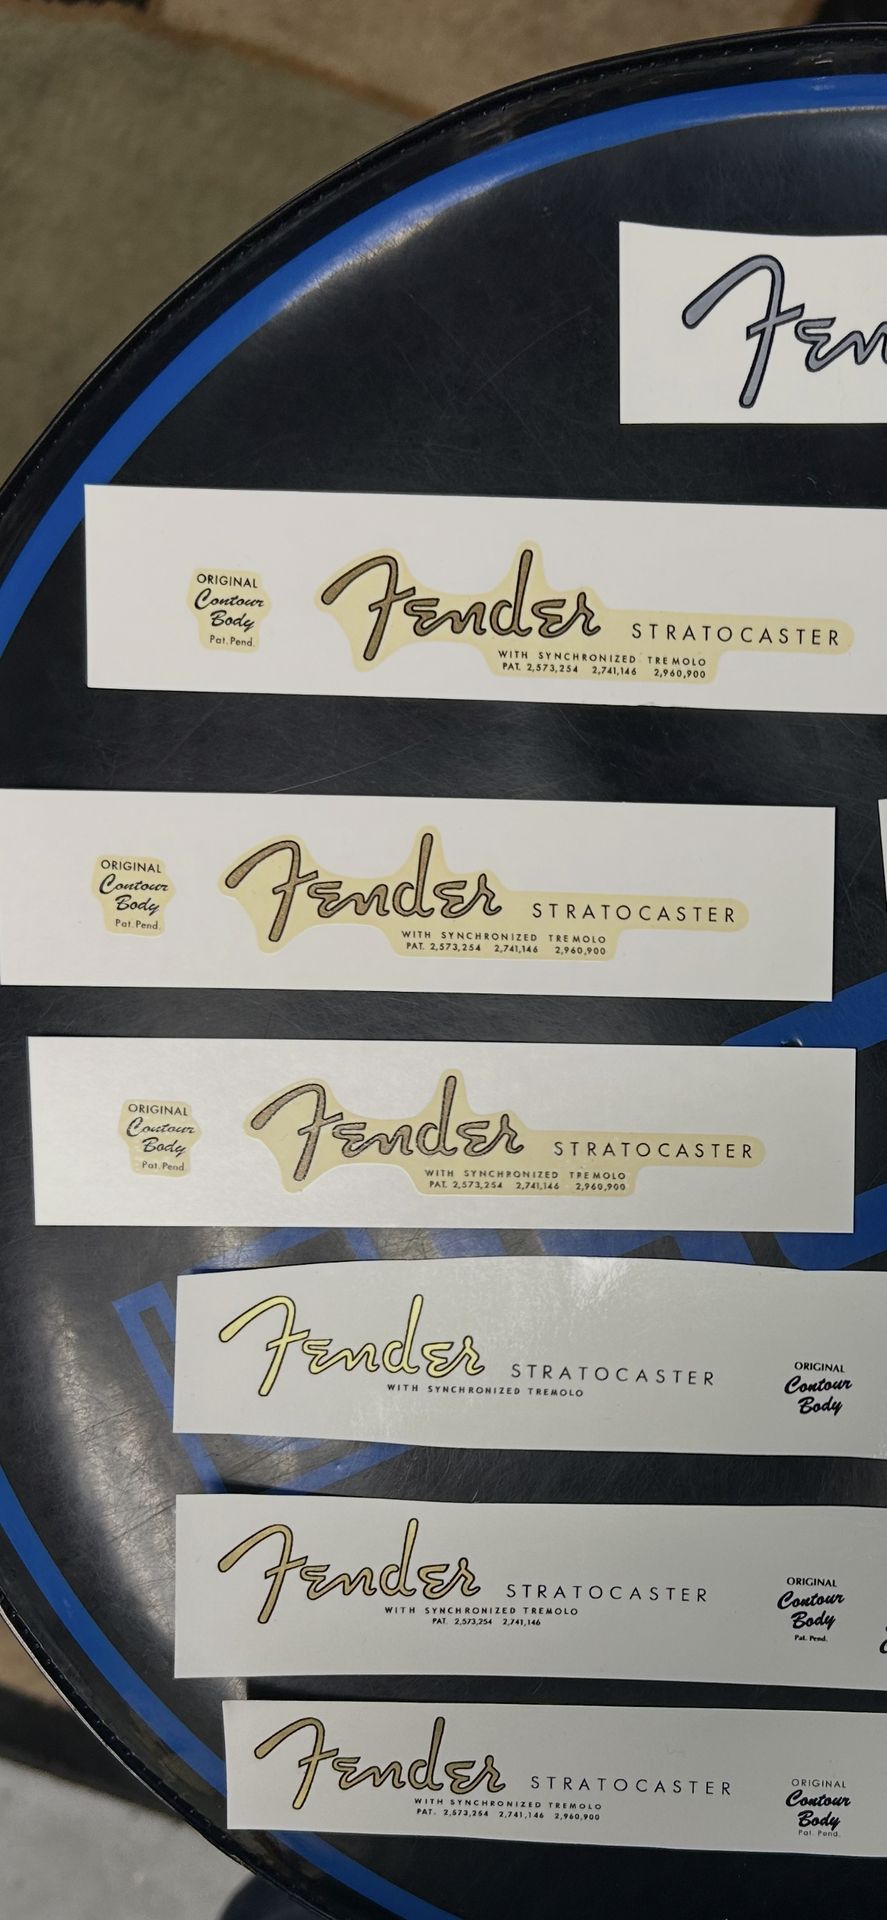 Fen
ORIGINAL
Contour
Body
Pat. Pend.
Fender STRATOCASTER
WITH SYNCHRONIZED TREMOLO
PAT. 2,573,254 2,741,146 2,960,900
ORIGINAL
Contour
Body
Pat. Pend.
Fender STRATOCASTER
WITH SYNCHRONIZED TREMOLO
PAT. 2,573,254 2,741,146 2,960,900
ORIGINAL
Contour
Body
Pat. Pend
Fender STRATOCASTER
WITH SYNCHRONIZED TREMOLO
PAT. 2,573,254 2,741,146 2,960,900
Fender STRATOCASTER
WITH SYNCHRONIZED TREMOLO
ORIGINAL
Contour
Body
Fender STRATOCASTER
WITH SYNCHRONIZED TREMOLO
PAT. 2,573,254 2,741,146
ORIGINAL
Contour
Body
Pat. Pend.
Fender STRATOCASTER
WITH SYNCHRONIZED TREMOLO
PAT. 2,573,254 2,741,146 2,960,900
ORIGINAL
Contour
Body
Pat. Pend.